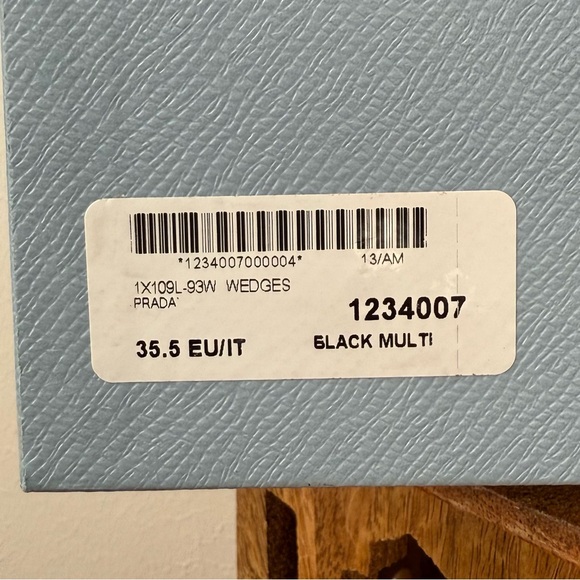 *1234007000004* 13/AM
1X109L-93W WEDGES
PRADA
1234007
35.5 EU/IT BLACK MULTI